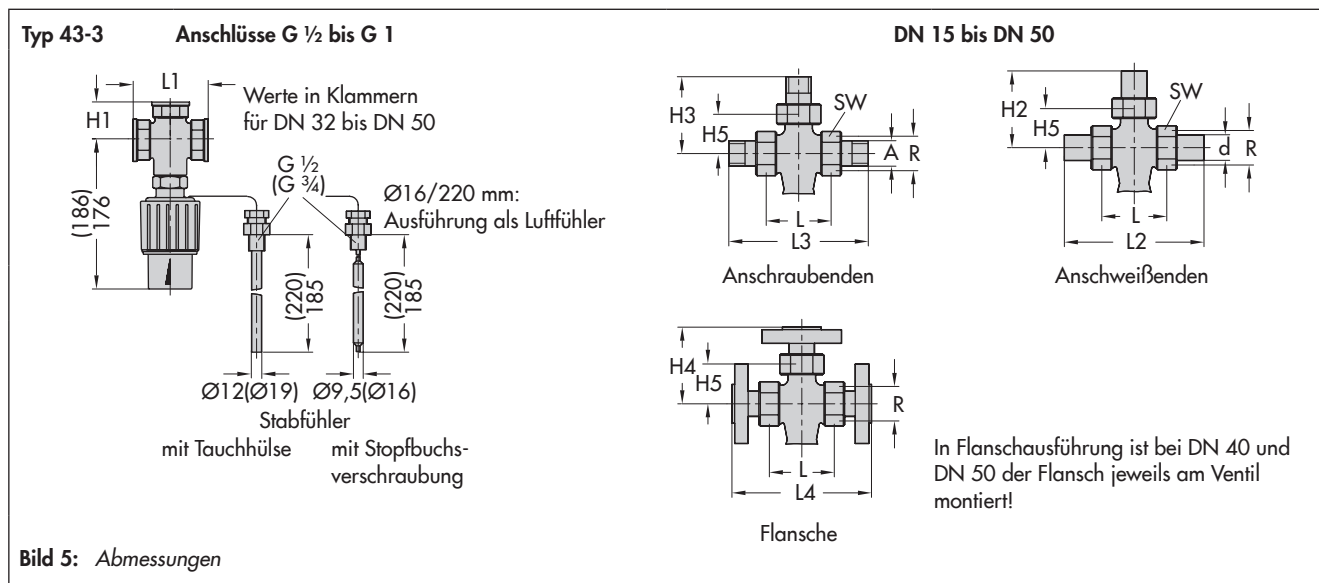 Typ 43-3
Anschlüsse G ½ bis G 1
DN 15 bis DN 50
L1
H1
Werte in Klammern
für DN 32 bis DN 50
(186)
176
G ½
(G ¾)
Ø16/220 mm:
Ausführung als Luftfühler
(220)
185
(220)
185
Ø12(Ø19)
Ø9,5(Ø16)
Stabfühler
mit Tauchhülse
mit Stopfbuchs-
verschraubung
H3
H5
SW
A
R
L
L3
Anschraubenden
H2
H5
SW
d
R
L
L2
Anschweißenden
H4
H5
R
L
L4
Flansche
In Flanschausführung ist bei DN 40 und
DN 50 der Flansch jeweils am Ventil
montiert!
Bild 5: Abmessungen